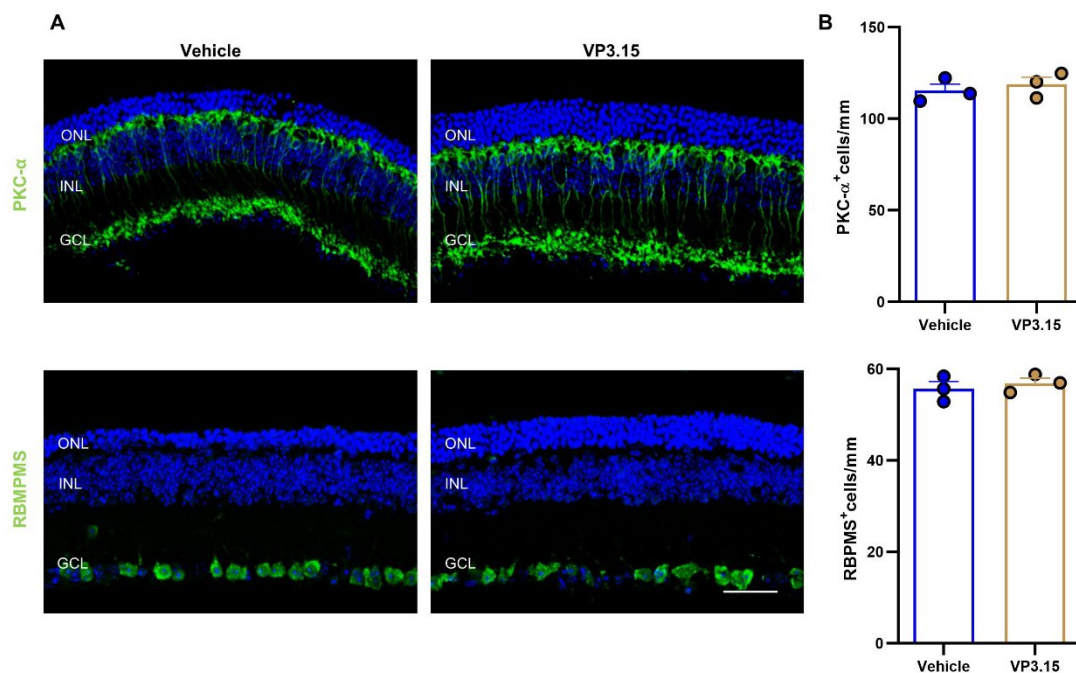 A
Vehicle
VP3.15
PKC-α
ONL
INL
GCL
ONL
INL
GCL
RBMPMS
ONL
INL
GCL
ONL
INL
GCL
B
PKC-α+cells/mm
150
100
50
0
Vehicle
VP3.15
RBPMS+cells/mm
60
40
20
0
Vehicle
VP3.15